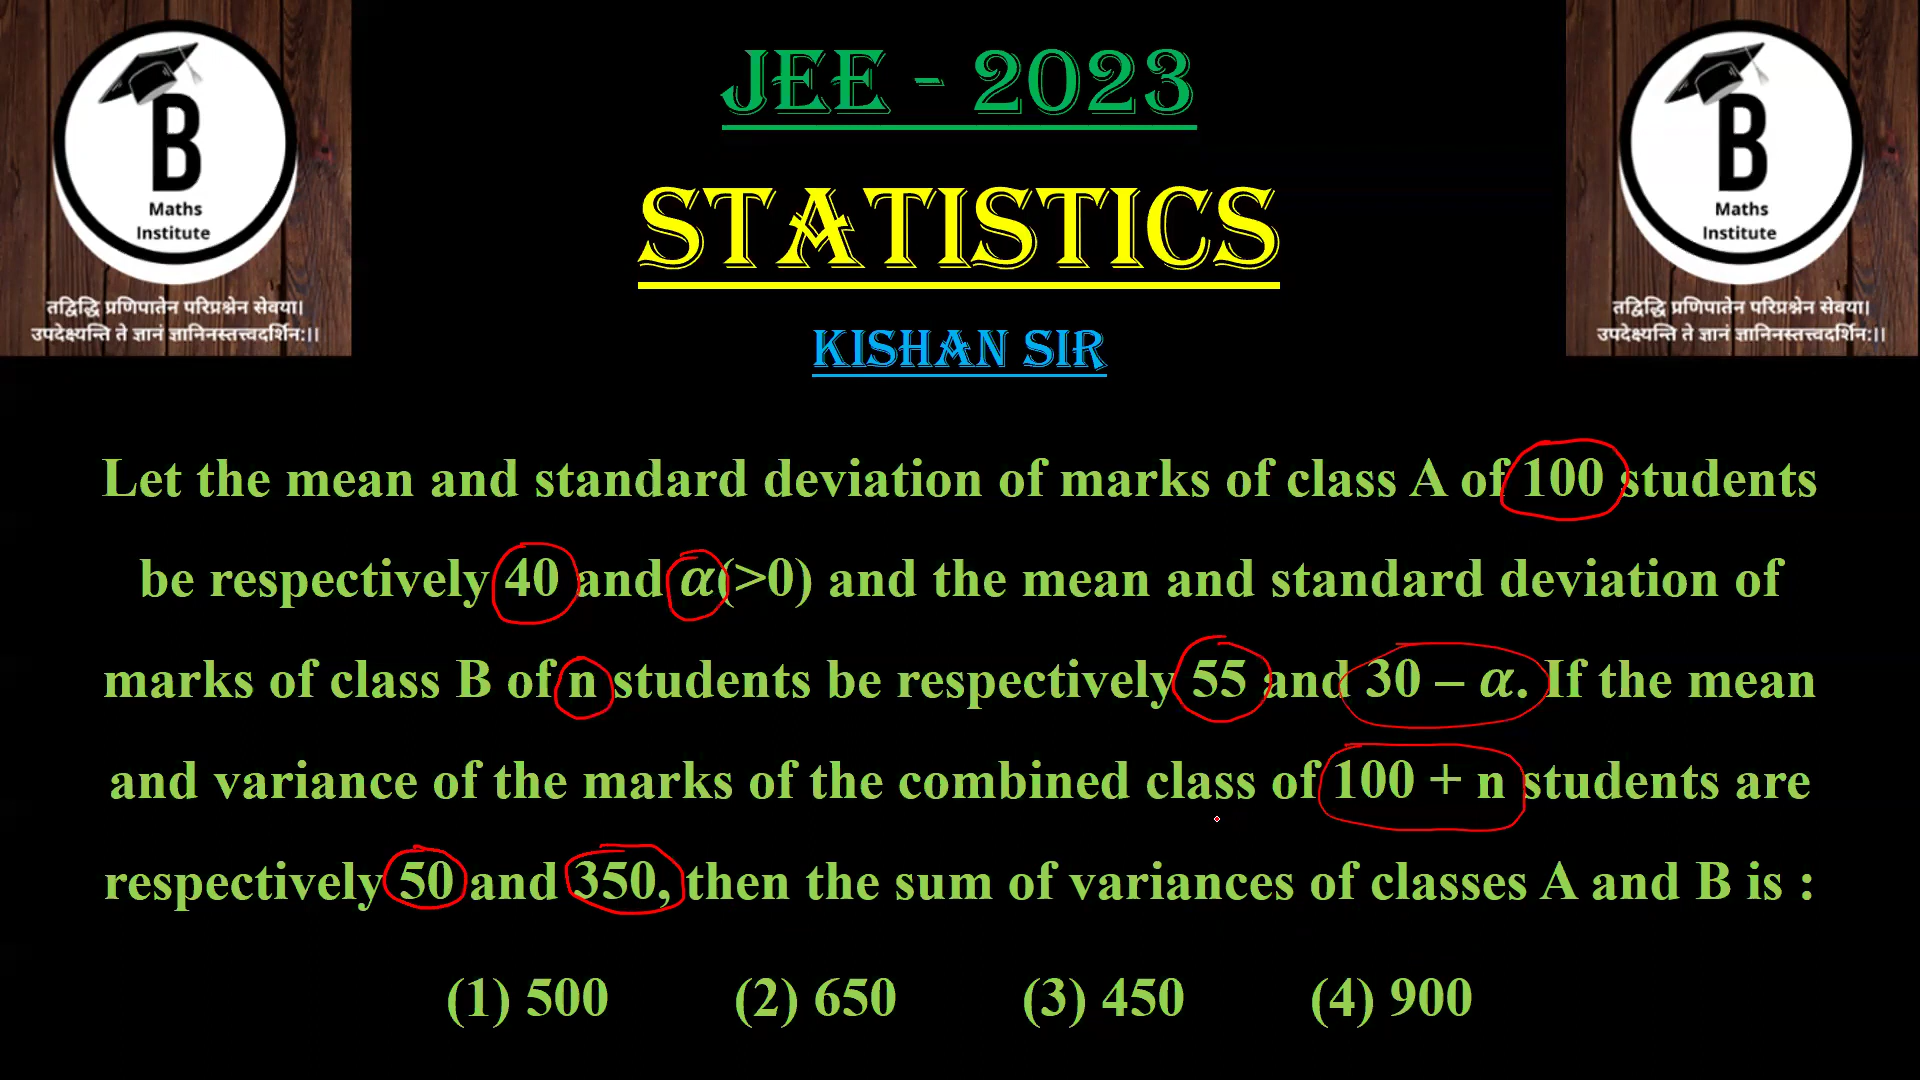 JEE - 2023
STATISTICS
KISHAN SIR
B
Maths
Institute
तद्विद्धि प्रणिपातेन परिप्रश्नेन सेवया।
उपदेक्ष्यन्ति ते ज्ञानं ज्ञानिनस्तत्त्वदर्शिन:।।
B
Maths
Institute
तद्विद्धि प्रणिपातेन परिप्रश्नेन सेवया।
उपदेक्ष्यन्ति ते ज्ञानं ज्ञानिनस्तत्त्वदर्शिन:।।
Let the mean and standard deviation of marks of class A of 100 students
be respectively 40 and α(>0) and the mean and standard deviation of
marks of class B of n students be respectively 55 and 30 – α. If the mean
and variance of the marks of the combined class of 100 + n students are
respectively 50 and 350, then the sum of variances of classes A and B is :
(1) 500 (2) 650 (3) 450 (4) 900